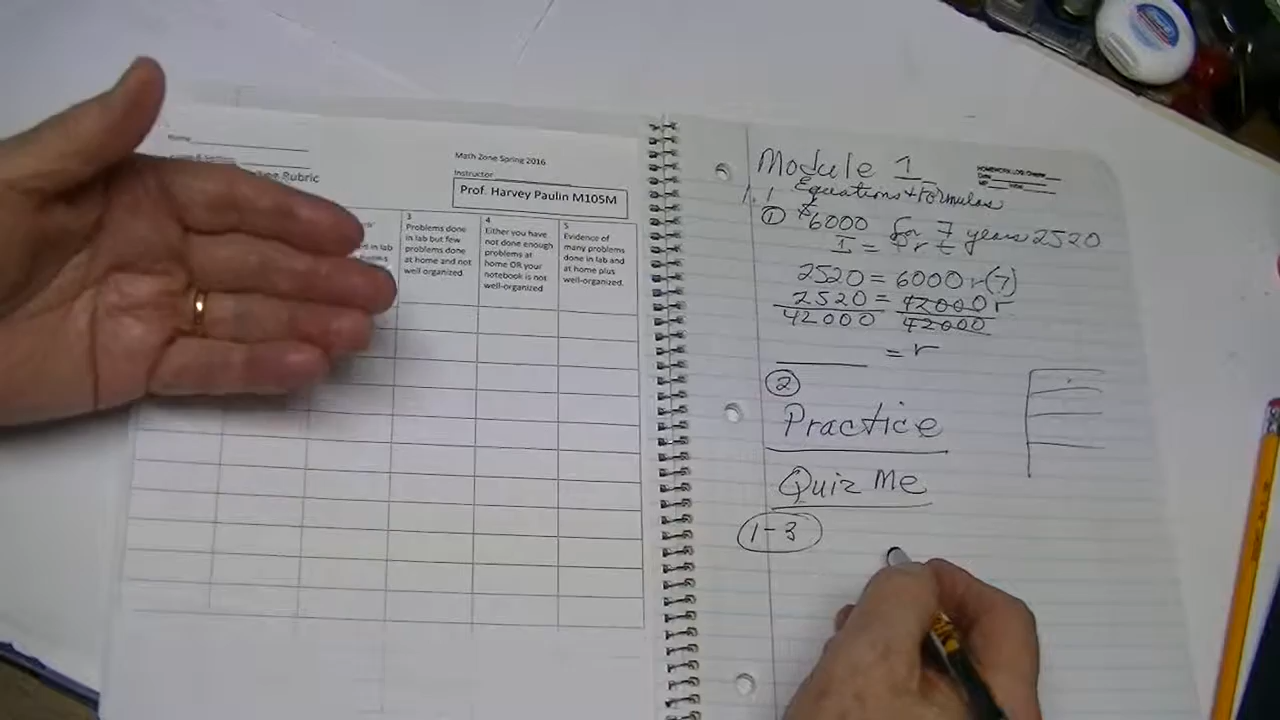 Name
Math Zone Spring 2016
Instructor
Rubric
Prof. Harvey Paulin M105M
3
Problems done
in lab but few
problems done
at home and not
well organized
4
Either you have
not done enough
problems at
home OR your
notebook is not
well-organized
5
Evidence of
many problems
done in lab and
at home plus
well-organized.
Module 1
1.1 Equations + Formulas
① $6000 for 7 years 2520
I = P r t
2520 = 6000 r(7)
2520 = 42000r
42000 42000
= r
②
Practice
Quiz Me
1-3